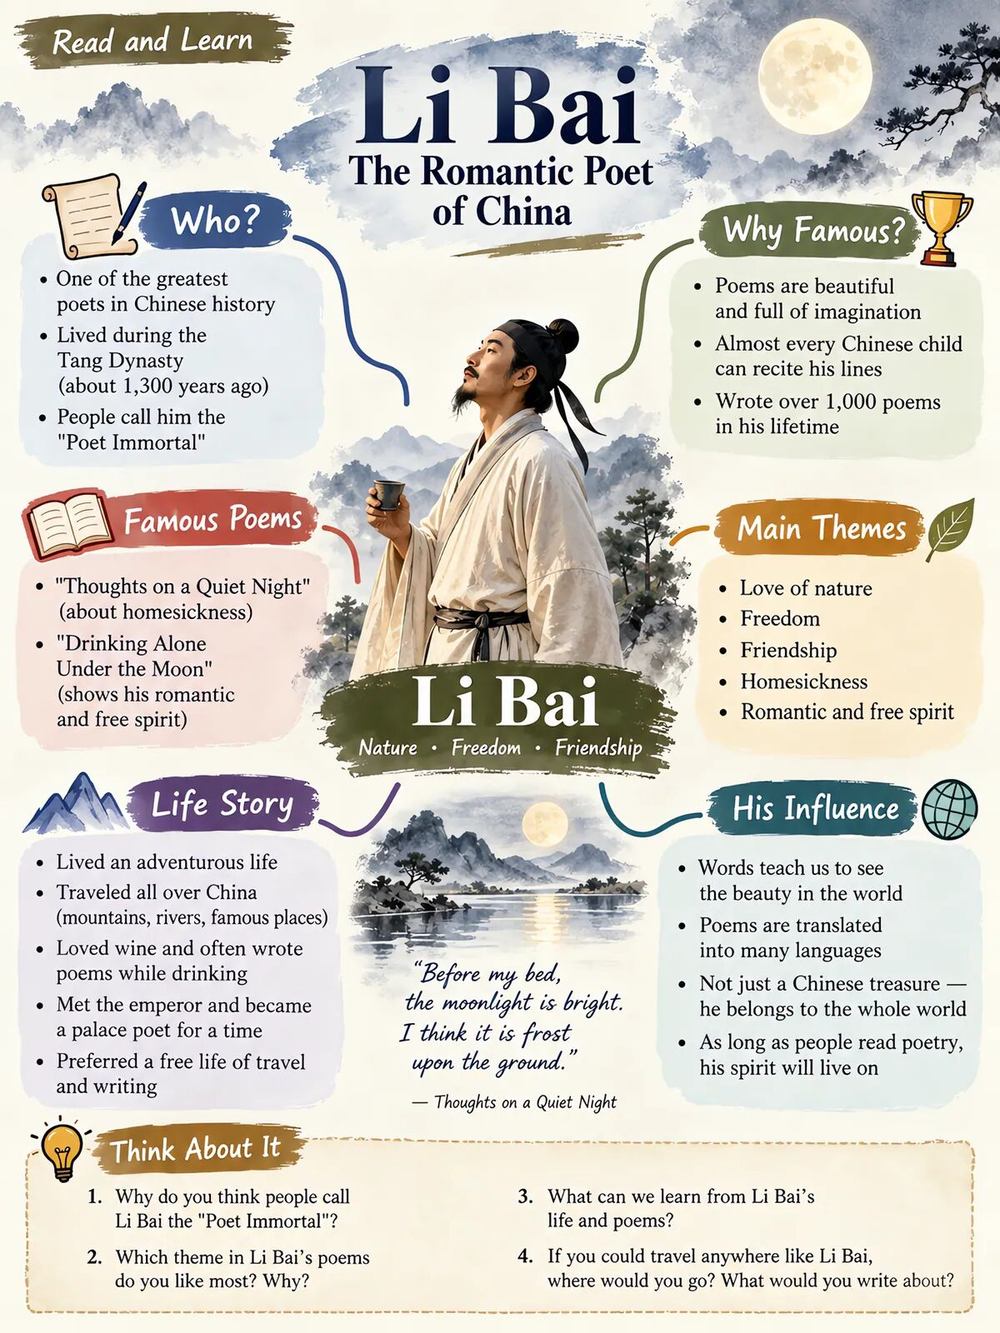 Read and Learn
Li Bai
The Romantic Poet
of China
Who?
• One of the greatest
poets in Chinese history
• Lived during the
Tang Dynasty
(about 1,300 years ago)
• People call him the
"Poet Immortal"
Why Famous?
• Poems are beautiful
and full of imagination
• Almost every Chinese child
can recite his lines
• Wrote over 1,000 poems
in his lifetime
Famous Poems
• "Thoughts on a Quiet Night"
(about homesickness)
• "Drinking Alone
Under the Moon"
(shows his romantic
and free spirit)
Main Themes
• Love of nature
• Freedom
• Friendship
• Homesickness
• Romantic and free spirit
Li Bai
Nature • Freedom • Friendship
Life Story
• Lived an adventurous life
• Traveled all over China
(mountains, rivers, famous places)
• Loved wine and often wrote
poems while drinking
• Met the emperor and became
a palace poet for a time
• Preferred a free life of travel
and writing
His Influence
• Words teach us to see
the beauty in the world
• Poems are translated
into many languages
• Not just a Chinese treasure —
he belongs to the whole world
• As long as people read poetry,
his spirit will live on
“Before my bed,
the moonlight is bright.
I think it is frost
upon the ground.”
— Thoughts on a Quiet Night
Think About It
1. Why do you think people call
Li Bai the "Poet Immortal"?
2. Which theme in Li Bai’s poems
do you like most? Why?
3. What can we learn from Li Bai’s
life and poems?
4. If you could travel anywhere like Li Bai,
where would you go? What would you write about?